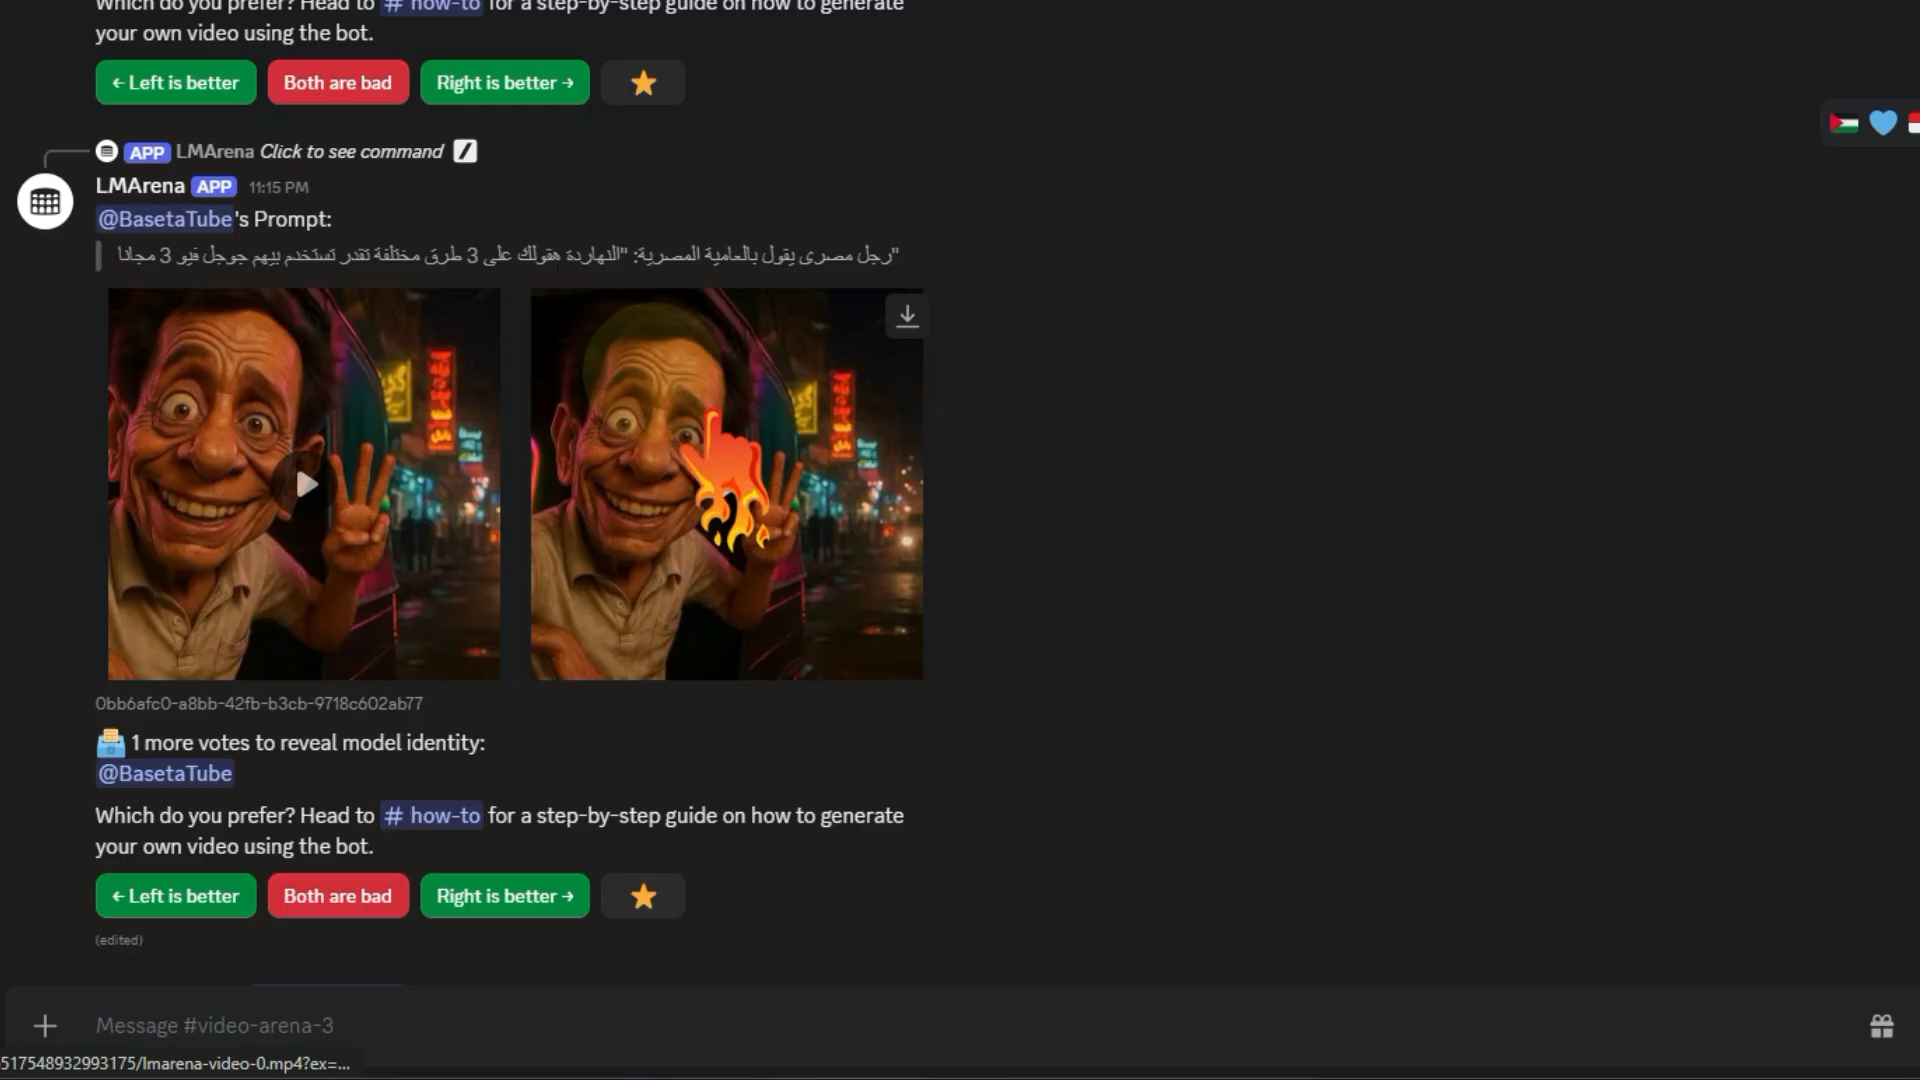 Which do you prefer? Head to # how-to for a step-by-step guide on how to generate
your own video using the bot.
← Left is better Both are bad Right is better →
APP LMArena Click to see command
LMArena APP 11:15 PM
@BasetaTube's Prompt:
"رجل مصرى يقول بالعامية المصرية: "النهاردة هقولك على 3 طرق مختلفة تقدر تستخدم بيهم جوجل فيو 3 مجانا
0bb6afc0-a8bb-42fb-b3cb-9718c602ab77
1 more votes to reveal model identity:
@BasetaTube
Which do you prefer? Head to # how-to for a step-by-step guide on how to generate
your own video using the bot.
← Left is better Both are bad Right is better →
(edited)
Message #video-arena-3
517548932993175/lmarena-video-0.mp4?ex=...